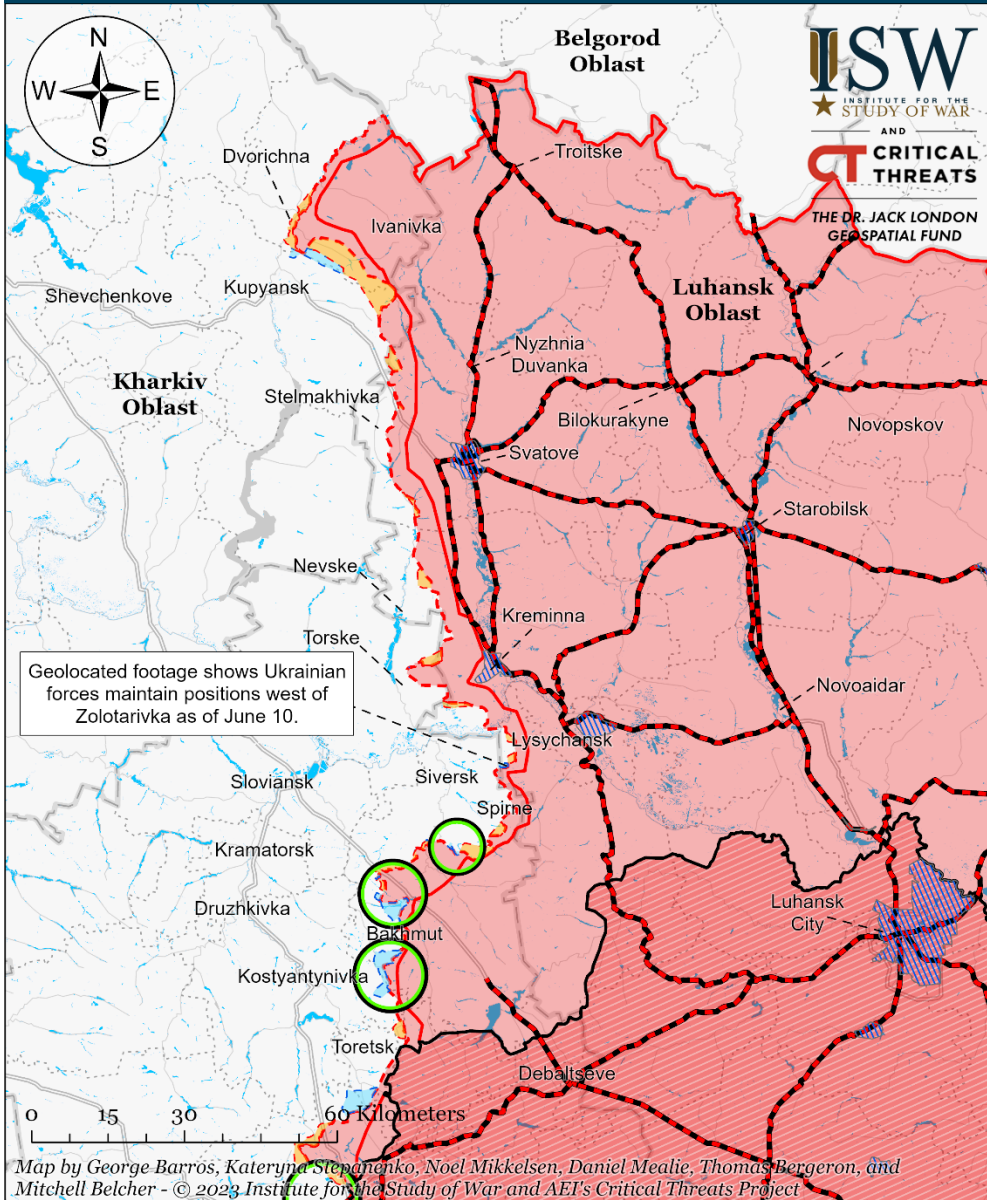 N
W
E
S
Belgorod
Oblast
ISW
INSTITUTE FOR THE
STUDY OF WAR
AND
CT CRITICAL
THREATS
THE DR. JACK LONDON
GEOSPATIAL FUND
Dvorichna
Troitske
Ivanivka
Shevchenkove
Kupyansk
Luhansk
Oblast
Nyzhnia
Duvanka
Kharkiv
Oblast
Stelmakhivka
Bilokurakyne
Novopskov
Svatove
Starobilsk
Nevske
Kreminna
Torske
Geolocated footage shows Ukrainian
forces maintain positions west of
Zolotarivka as of June 10.
Novoaidar
Lysychansk
Siversk
Sloviansk
Spirne
Kramatorsk
Druzhkivka
Luhansk
City
Bakhmut
Kostyantynivka
Toretsk
Debaltseve
0 15 30 60 Kilometers
Map by George Barros, Kateryna Stepanenko, Noel Mikkelsen, Daniel Mealie, Thomas Bergeron, and
Mitchell Belcher - © 2023 Institute for the Study of War and AEI's Critical Threats Project